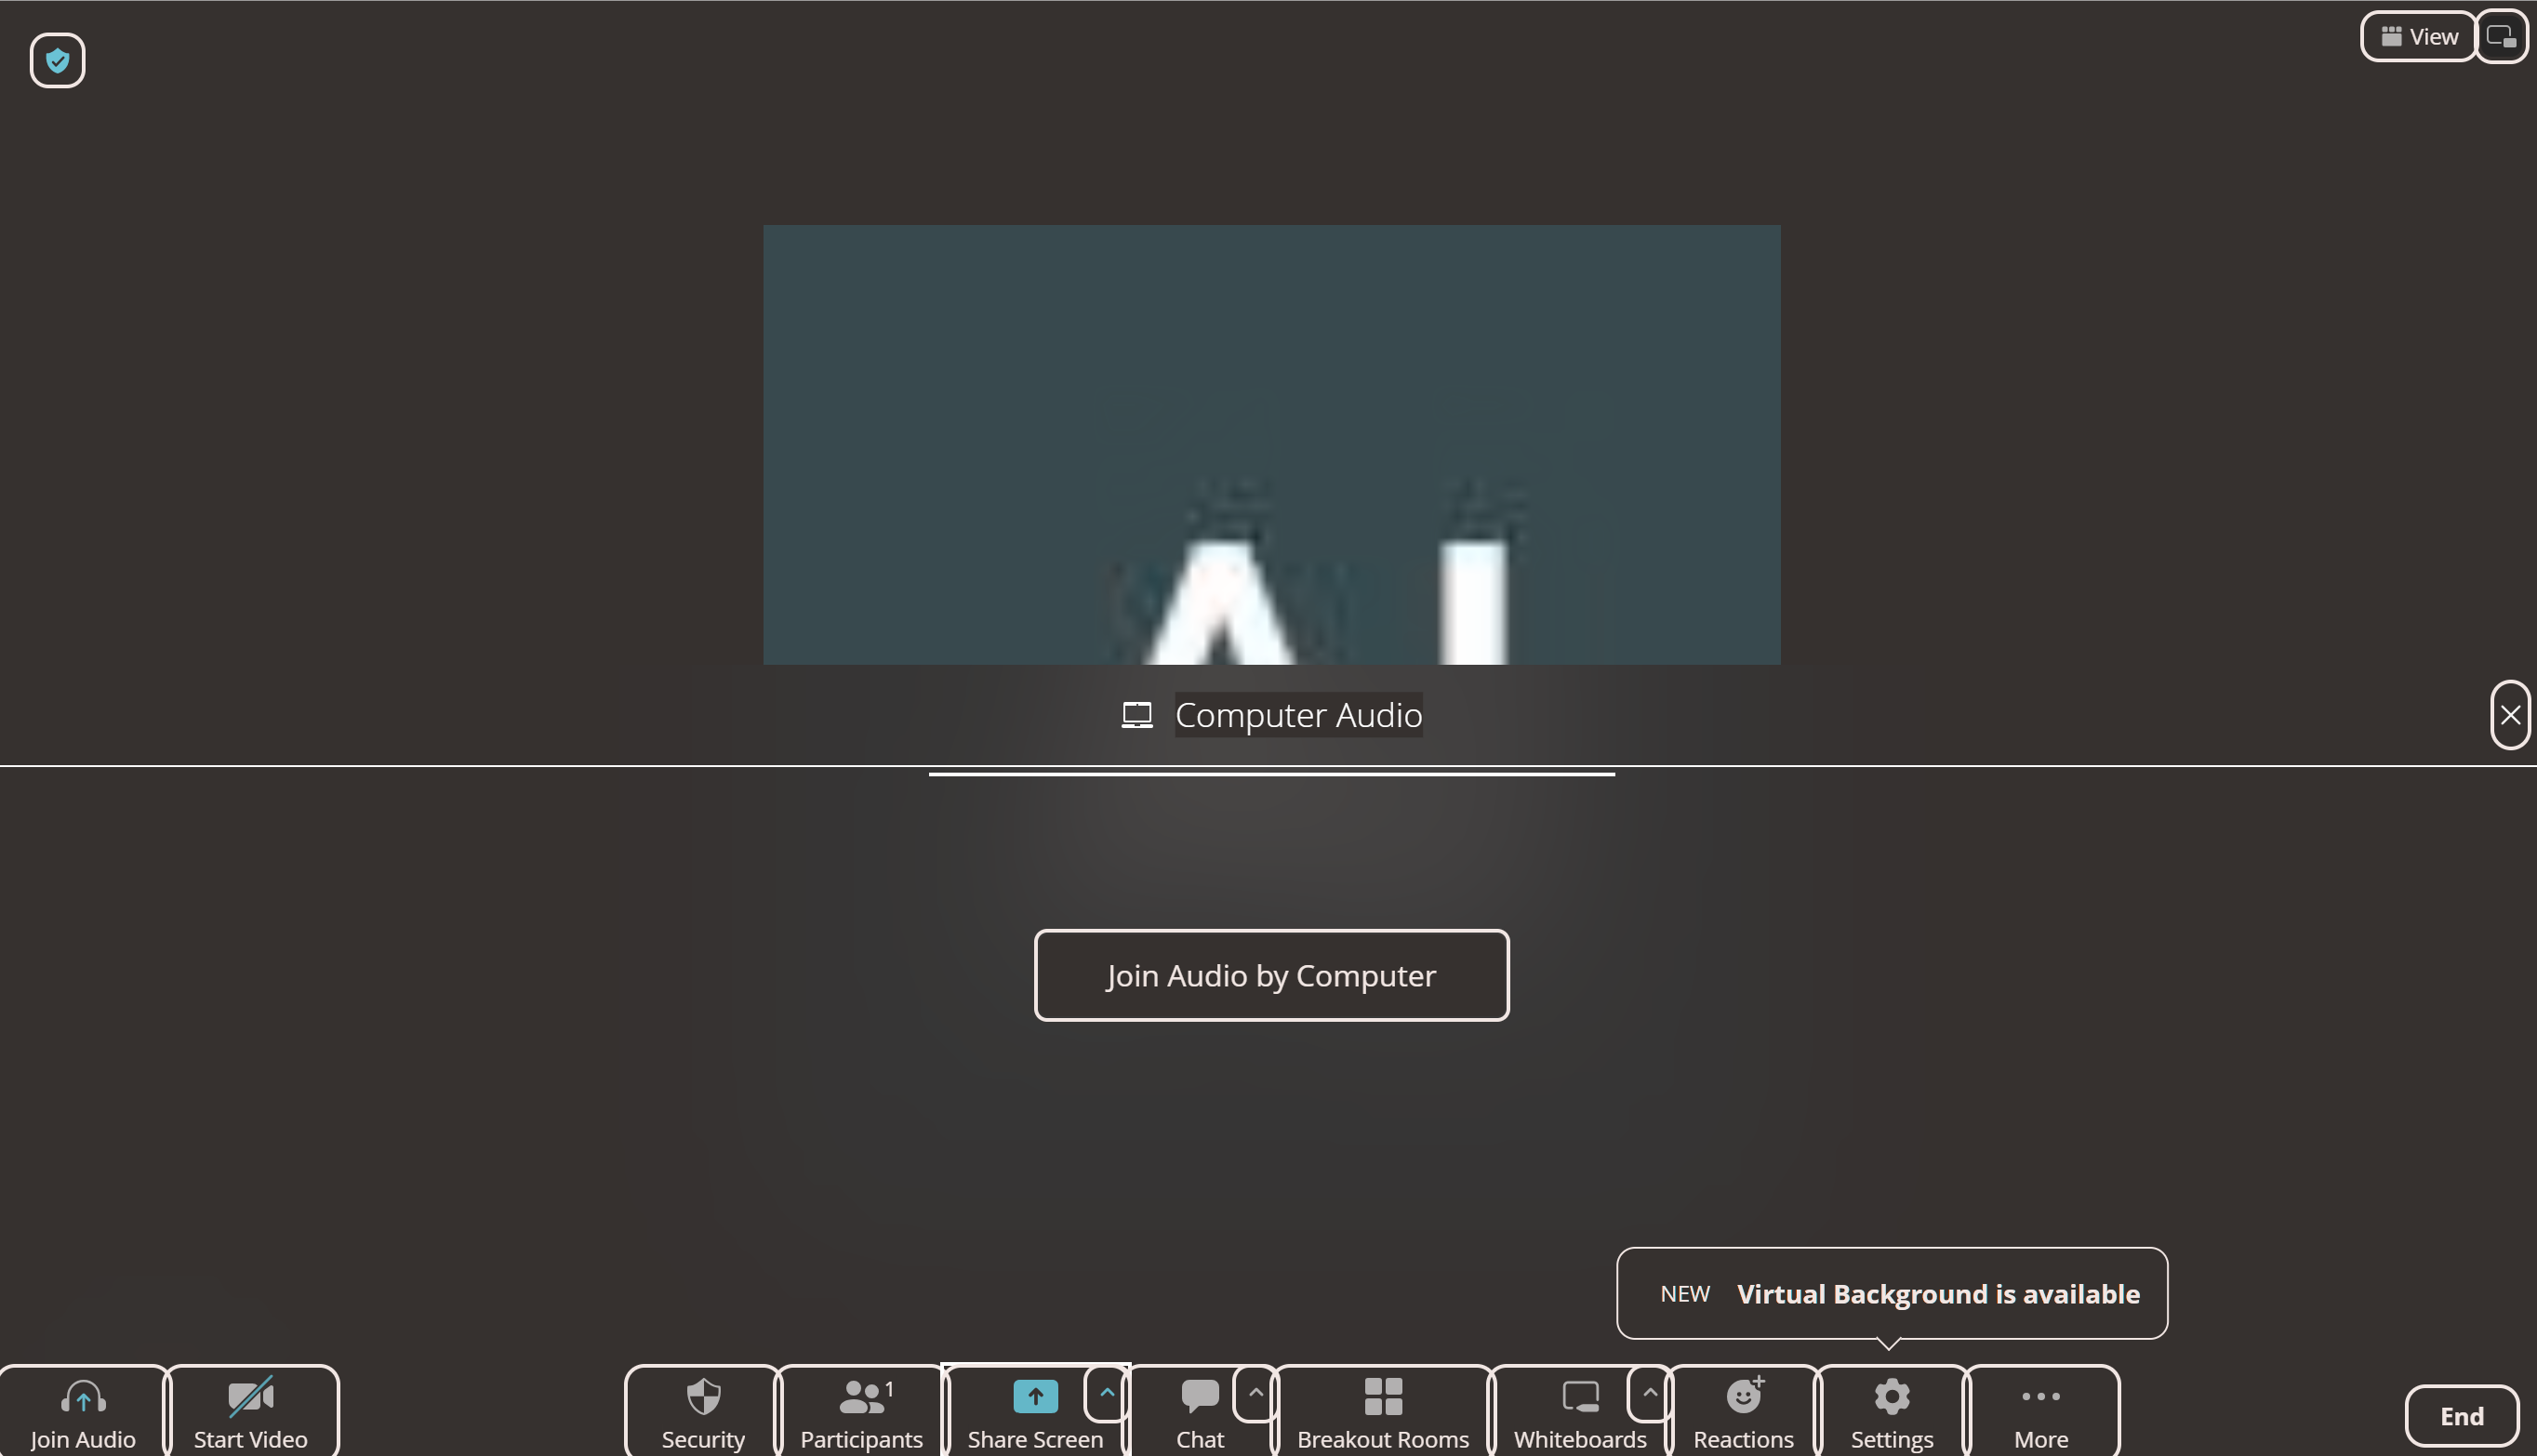 View
AL
Computer Audio
Join Audio by Computer
NEW Virtual Background is available
Join Audio
Start Video
Security
1
Participants
Share Screen
Chat
Breakout Rooms
Whiteboards
Reactions
Settings
More
End